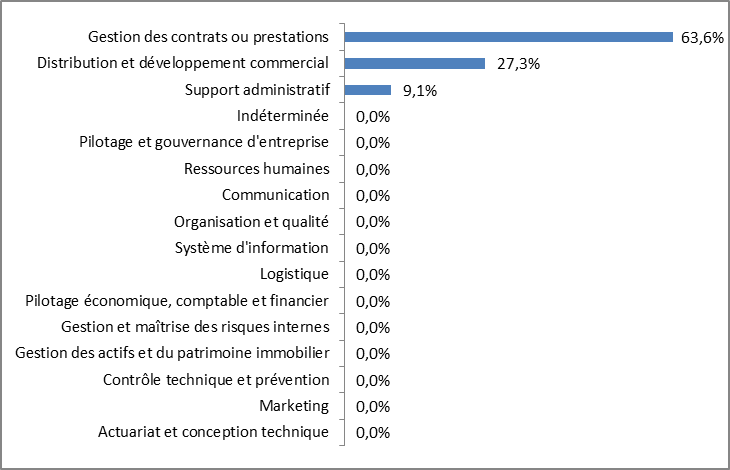 Gestion des contrats ou prestations 63,6%
Distribution et développement commercial 27,3%
Support administratif 9,1%
Indéterminée 0,0%
Pilotage et gouvernance d'entreprise 0,0%
Ressources humaines 0,0%
Communication 0,0%
Organisation et qualité 0,0%
Système d'information 0,0%
Logistique 0,0%
Pilotage économique, comptable et financier 0,0%
Gestion et maîtrise des risques internes 0,0%
Gestion des actifs et du patrimoine immobilier 0,0%
Contrôle technique et prévention 0,0%
Marketing 0,0%
Actuariat et conception technique 0,0%